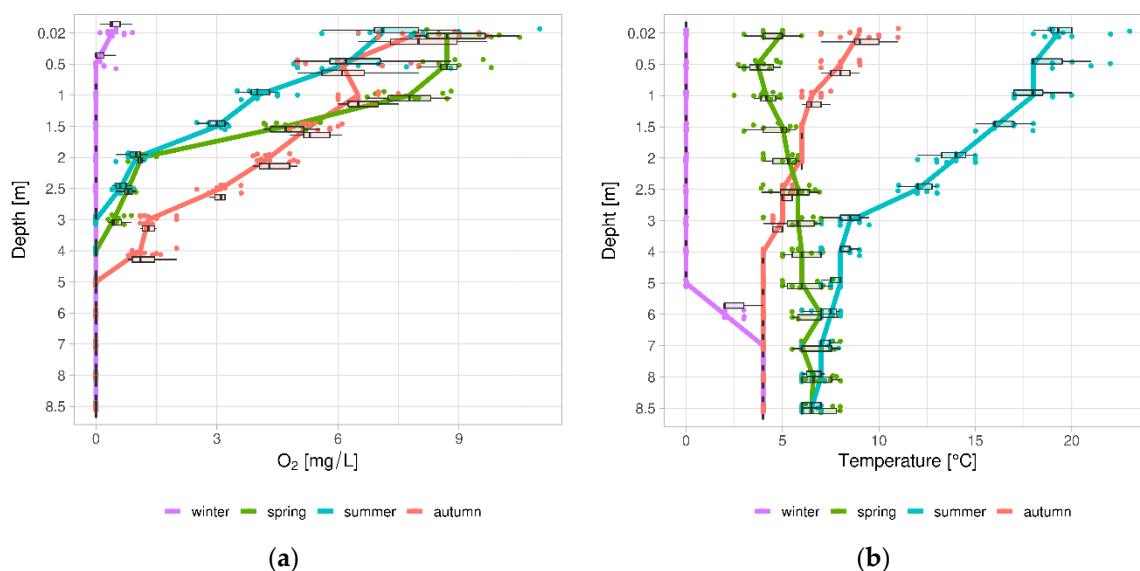 0.02
0.5
1
1.5
2
2.5
3
4
5
6
7
8
8.5
Depth [m]
0 3 6 9
O₂ [mg/L]
winter spring summer autumn
(a)
0.02
0.5
1
1.5
2
2.5
3
4
5
6
7
8
8.5
Depht [m]
0 5 10 15 20
Temperature [°C]
winter spring summer autumn
(b)